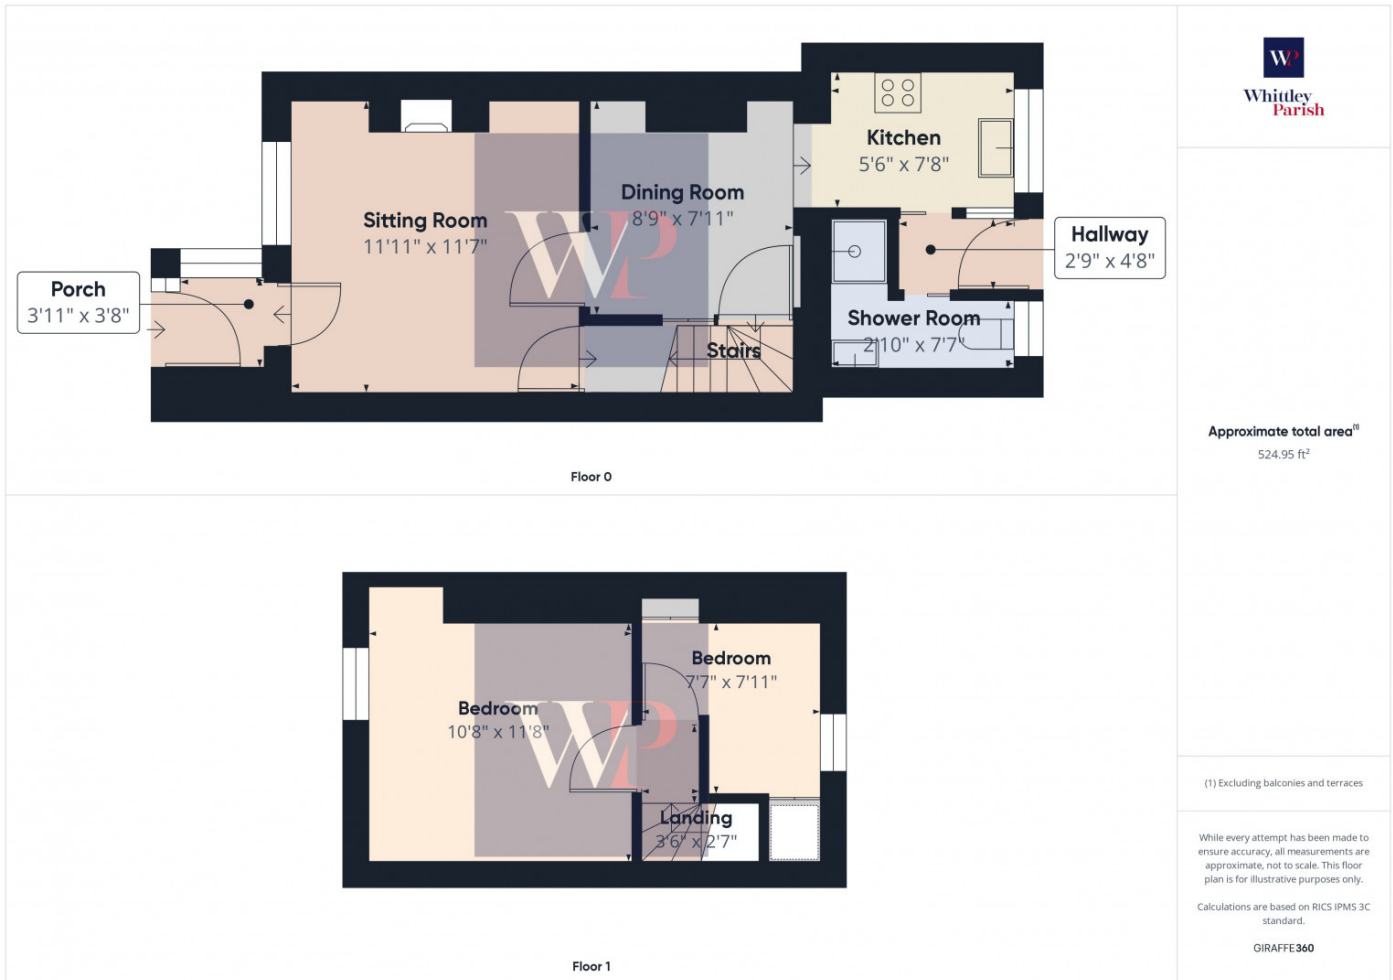 Kitchen
5'6" x 7'8"
Dining Room
8'9" x 7'11"
Sitting Room
11'11" x 11'7"
Hallway
2'9" x 4'8"
Porch
3'11" x 3'8"
Shower Room
2'10" x 7'7"
Stairs
WP
Floor 0
Bedroom
7'7" x 7'11"
Bedroom
10'8" x 11'8"
WP
Landing
3'6" x 2'7"
Floor 1
WP
Whittley
Parish
Approximate total area(1)
524.95 ft²
(1) Excluding balconies and terraces
While every attempt has been made to
ensure accuracy, all measurements are
approximate, not to scale. This floor
plan is for illustrative purposes only.
Calculations are based on RICS IPMS 3C
standard.
GIRAFFE360